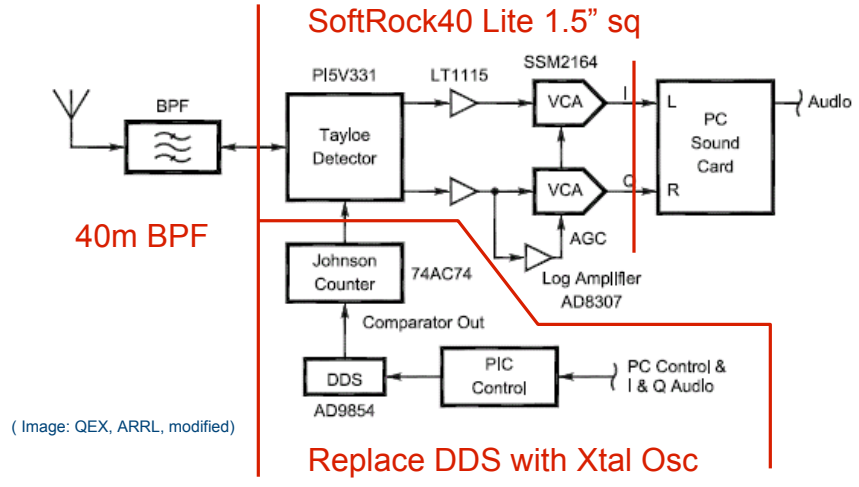 SoftRock40 Lite 1.5” sq
PI5V331
LT1115
SSM2164
BPF
Tayloe
Detector
VCA
I
L
PC
Sound
Card
Audio
VCA
Q
R
40m BPF
AGC
Johnson
Counter
74AC74
Log Amplifier
AD8307
Comparator Out
DDS
AD9854
PIC
Control
PC Control &
I & Q Audio
( Image: QEX, ARRL, modified)
Replace DDS with Xtal Osc